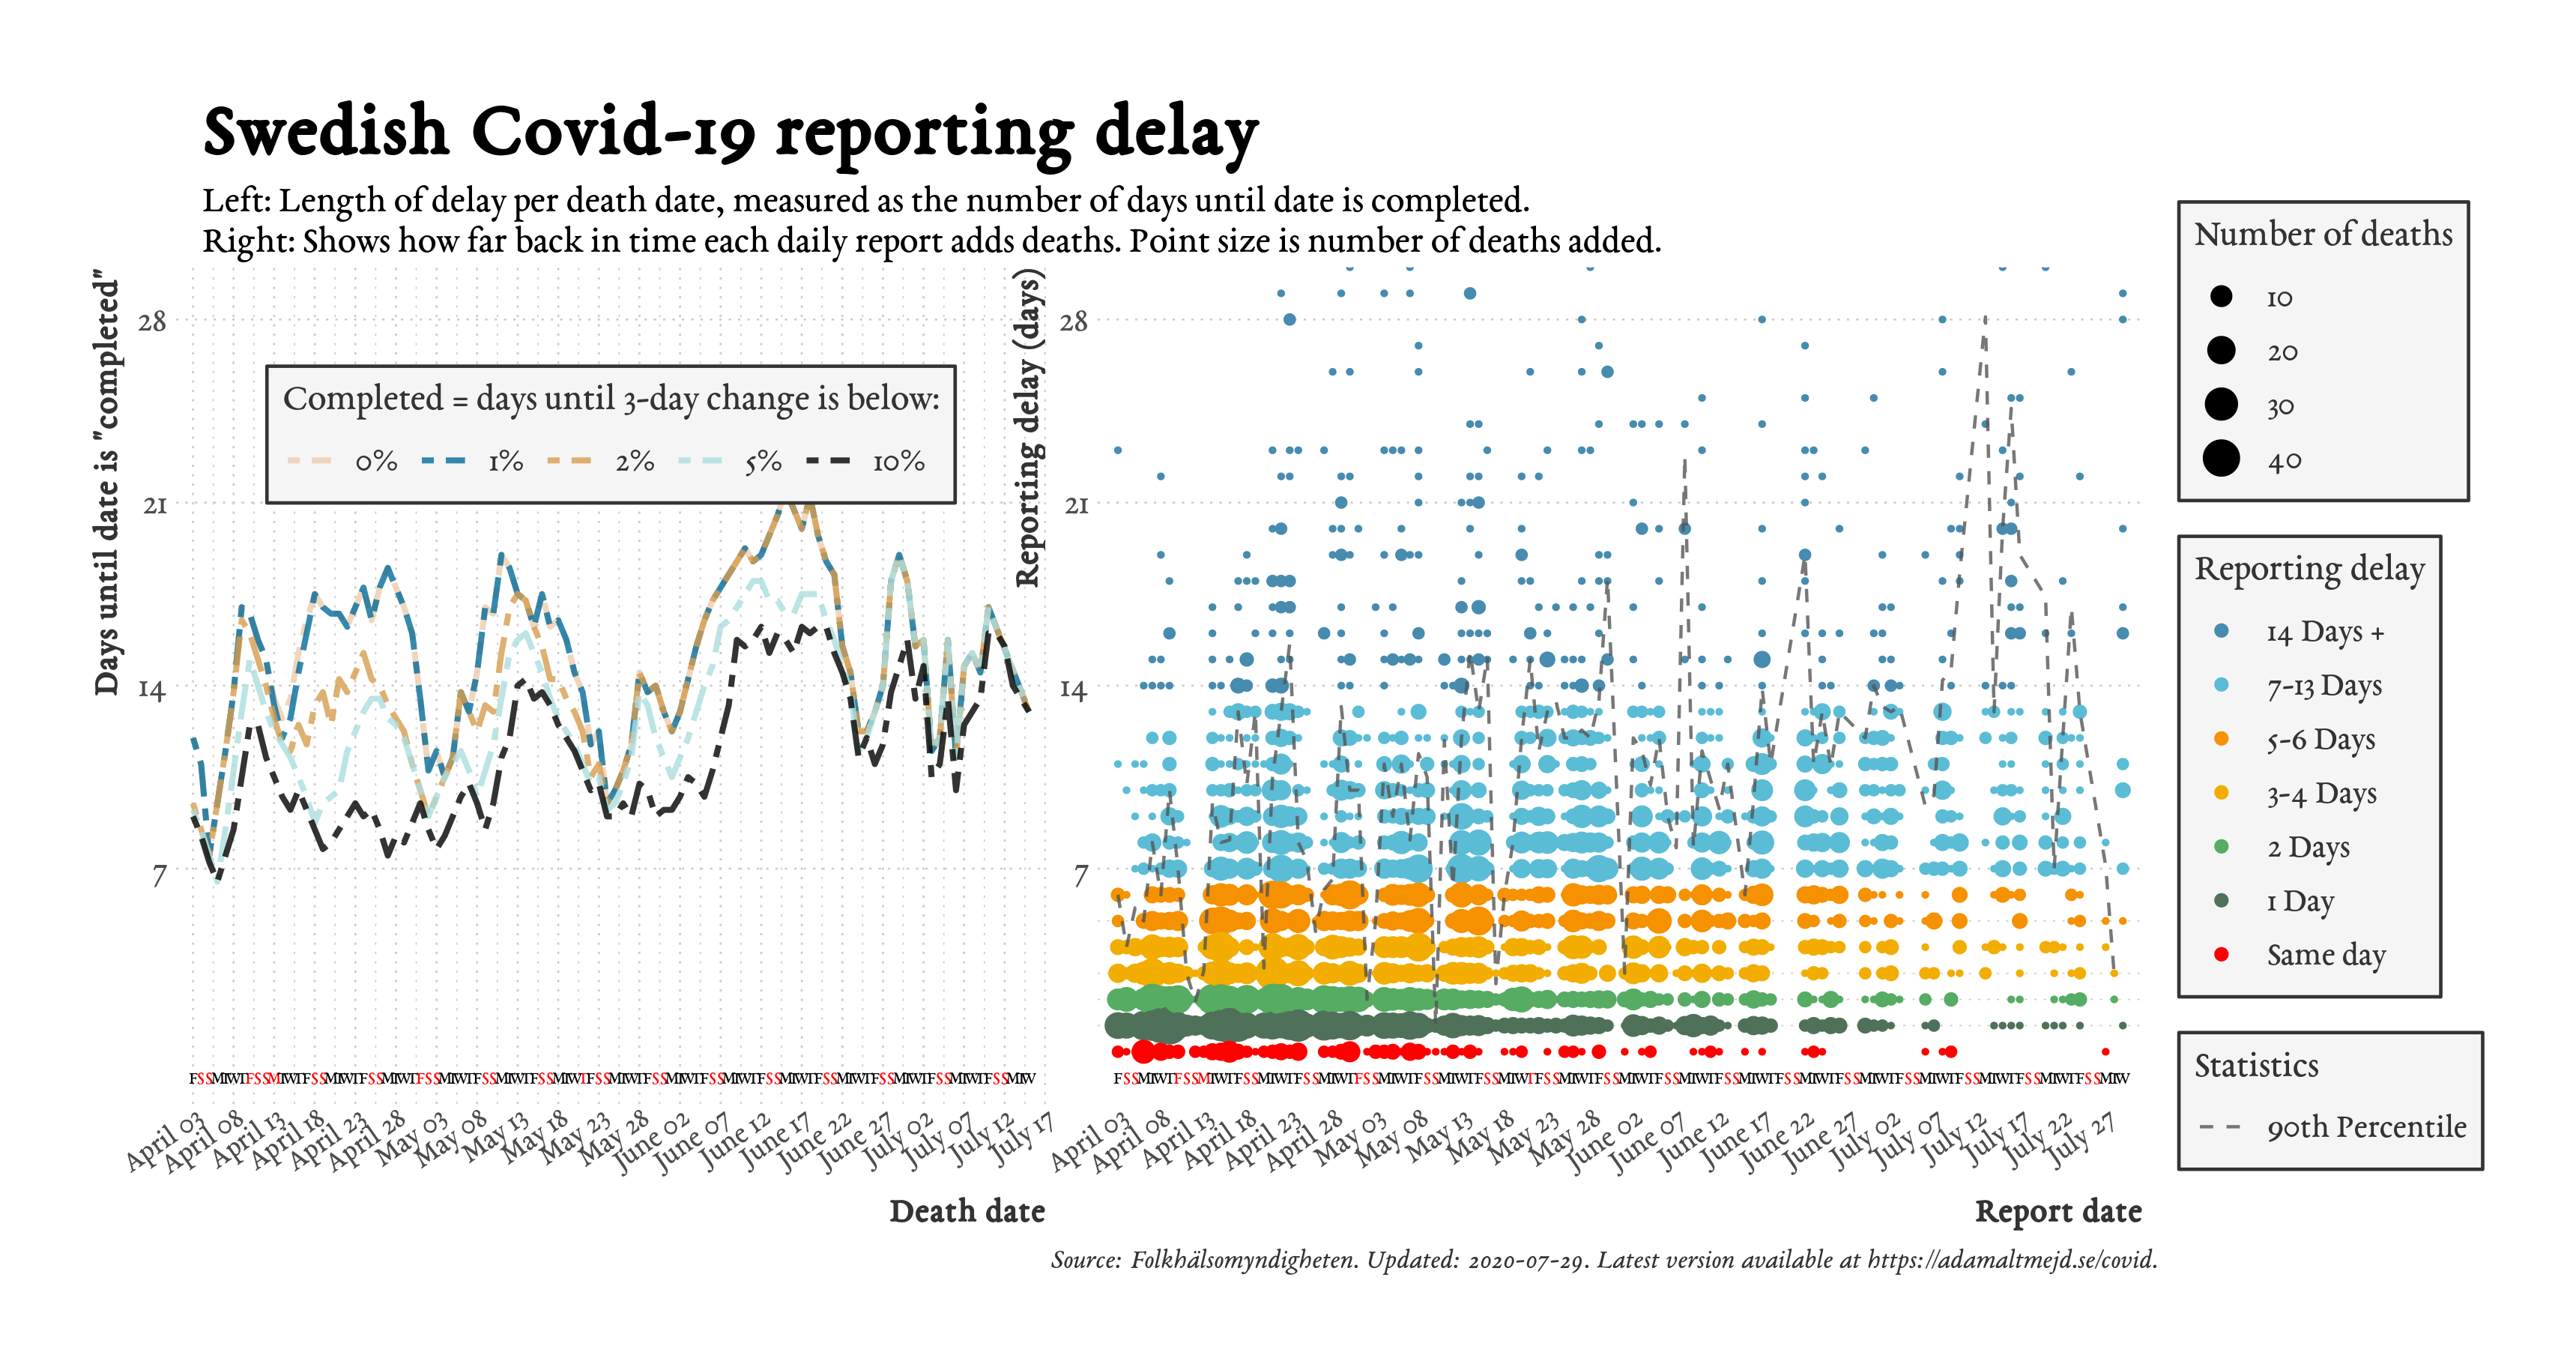 Swedish Covid-19 reporting delay
Left: Length of delay per death date, measured as the number of days until date is completed.
Right: Shows how far back in time each daily report adds deaths. Point size is number of deaths added.
Days until date is "completed"
28
21
14
7
Completed = days until 3-day change is below:
0% 1% 2% 5% 10%
April 03 April 08 April 13 April 18 April 23 April 28 May 03 May 08 May 13 May 18 May 23 May 28 June 02 June 07 June 12 June 17 June 22 June 27 July 02 July 07 July 12 July 17
Death date
Reporting delay (days)
28
21
14
7
April 03 April 08 April 13 April 18 April 23 April 28 May 03 May 08 May 13 May 18 May 23 May 28 June 02 June 07 June 12 June 17 June 22 June 27 July 02 July 07 July 12 July 17 July 22 July 27
Report date
Number of deaths
10
20
30
40
Reporting delay
14 Days +
7-13 Days
5-6 Days
3-4 Days
2 Days
1 Day
Same day
Statistics
90th Percentile
Source: Folkhälsomyndigheten. Updated: 2020-07-29. Latest version available at https://adamaltmejd.se/covid.